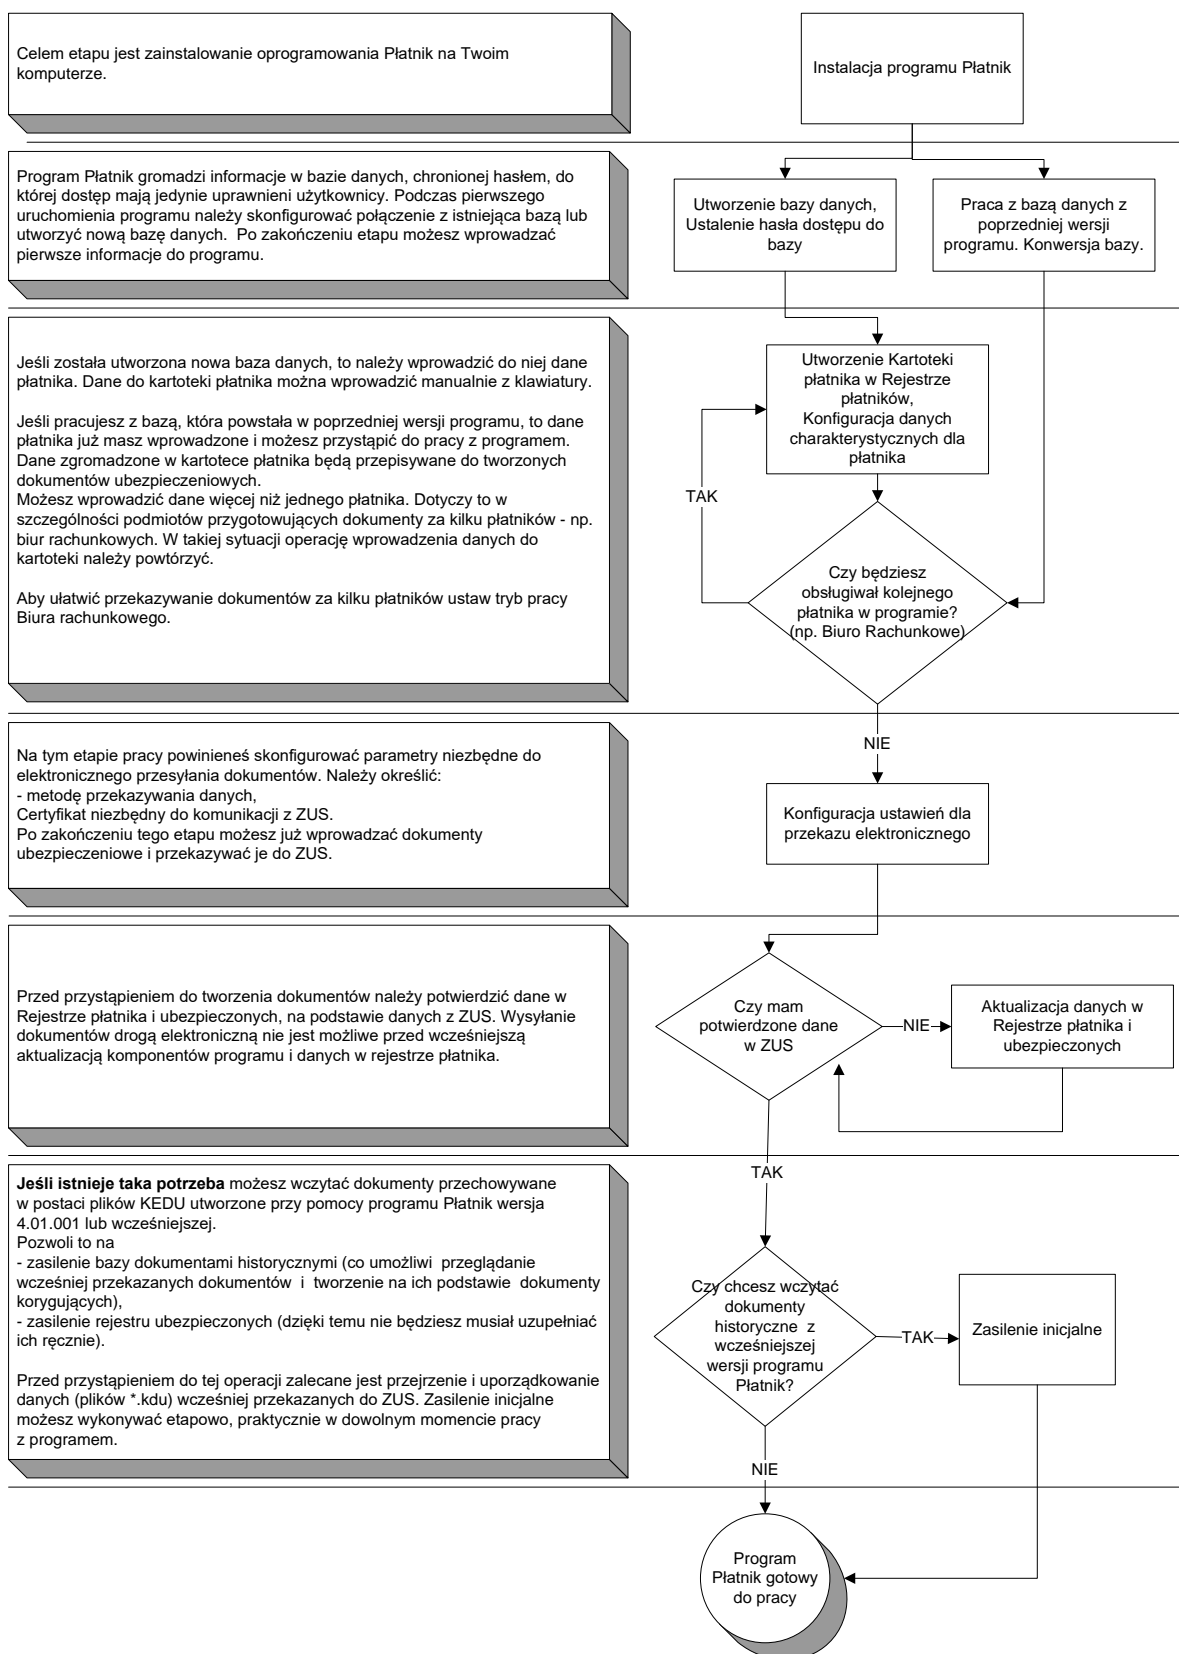 Celem etapu jest zainstalowanie oprogramowania Płatnik na Twoim
komputerze.
Instalacja programu Płatnik
Program Płatnik gromadzi informacje w bazie danych, chronionej hasłem, do
której dostęp mają jedynie uprawnieni użytkownicy. Podczas pierwszego
uruchomienia programu należy skonfigurować połączenie z istniejąca bazą lub
utworzyć nową bazę danych.  Po zakończeniu etapu możesz wprowadzać
pierwsze informacje do programu.
Utworzenie bazy danych,
Ustalenie hasła dostępu do
bazy
Praca z bazą danych z
poprzedniej wersji
programu. Konwersja bazy.
Jeśli została utworzona nowa baza danych, to należy wprowadzić do niej dane
płatnika. Dane do kartoteki płatnika można wprowadzić manualnie z klawiatury.
Jeśli pracujesz z bazą, która powstała w poprzedniej wersji programu, to dane
płatnika już masz wprowadzone i możesz przystąpić do pracy z programem.
Dane zgromadzone w kartotece płatnika będą przepisywane do tworzonych
dokumentów ubezpieczeniowych.
Możesz wprowadzić dane więcej niż jednego płatnika. Dotyczy to w
szczególności podmiotów przygotowujących dokumenty za kilku płatników - np.
biur rachunkowych. W takiej sytuacji operację wprowadzenia danych do
kartoteki należy powtórzyć.
Aby ułatwić przekazywanie dokumentów za kilku płatników ustaw tryb pracy
Biura rachunkowego.
Utworzenie Kartoteki
płatnika w Rejestrze
płatników,
Konfiguracja danych
charakterystycznych dla
płatnika
TAK
Czy będziesz
obsługiwał kolejnego
płatnika w programie?
(np. Biuro Rachunkowe)
NIE
Na tym etapie pracy powinieneś skonfigurować parametry niezbędne do
elektronicznego przesyłania dokumentów. Należy określić:
- metodę przekazywania danych,
Certyfikat niezbędny do komunikacji z ZUS.
Po zakończeniu tego etapu możesz już wprowadzać dokumenty
ubezpieczeniowe i przekazywać je do ZUS.
Konfiguracja ustawień dla
przekazu elektronicznego
Przed przystąpieniem do tworzenia dokumentów należy potwierdzić dane w
Rejestrze płatnika i ubezpieczonych, na podstawie danych z ZUS. Wysyłanie
dokumentów drogą elektroniczną nie jest możliwe przed wcześniejszą
aktualizacją komponentów programu i danych w rejestrze płatnika.
Czy mam
potwierdzone dane
w ZUS
NIE
Aktualizacja danych w
Rejestrze płatnika i
ubezpieczonych
TAK
Jeśli istnieje taka potrzeba możesz wczytać dokumenty przechowywane
w postaci plików KEDU utworzone przy pomocy programu Płatnik wersja
4.01.001 lub wcześniejszej.
Pozwoli to na
- zasilenie bazy dokumentami historycznymi (co umożliwi  przeglądanie
wcześniej przekazanych dokumentów  i  tworzenie na ich podstawie  dokumenty
korygujących),
- zasilenie rejestru ubezpieczonych (dzięki temu nie będziesz musiał uzupełniać
ich ręcznie).
Przed przystąpieniem do tej operacji zalecane jest przejrzenie i uporządkowanie
danych (plików *.kdu) wcześniej przekazanych do ZUS. Zasilenie inicjalne
możesz wykonywać etapowo, praktycznie w dowolnym momencie pracy
z programem.
Czy chcesz wczytać
dokumenty
historyczne  z
wcześniejszej
wersji programu
Płatnik?
TAK
Zasilenie inicjalne
NIE
Program
Płatnik gotowy
do pracy